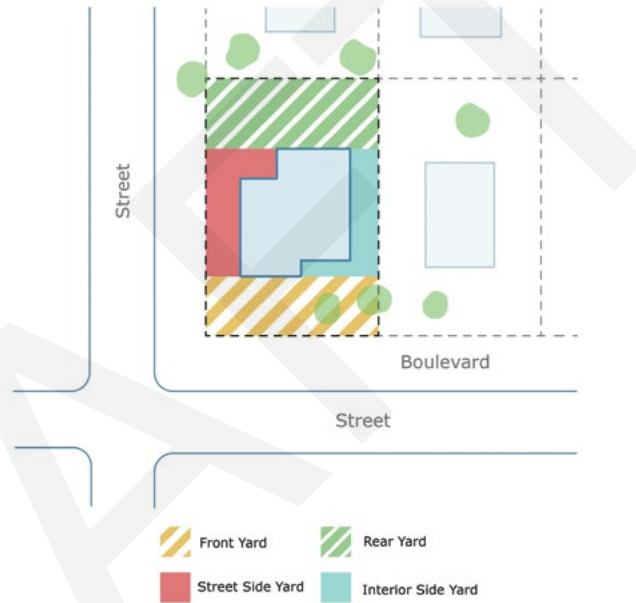 Street
Boulevard
Street
Front Yard
Rear Yard
Street Side Yard
Interior Side Yard